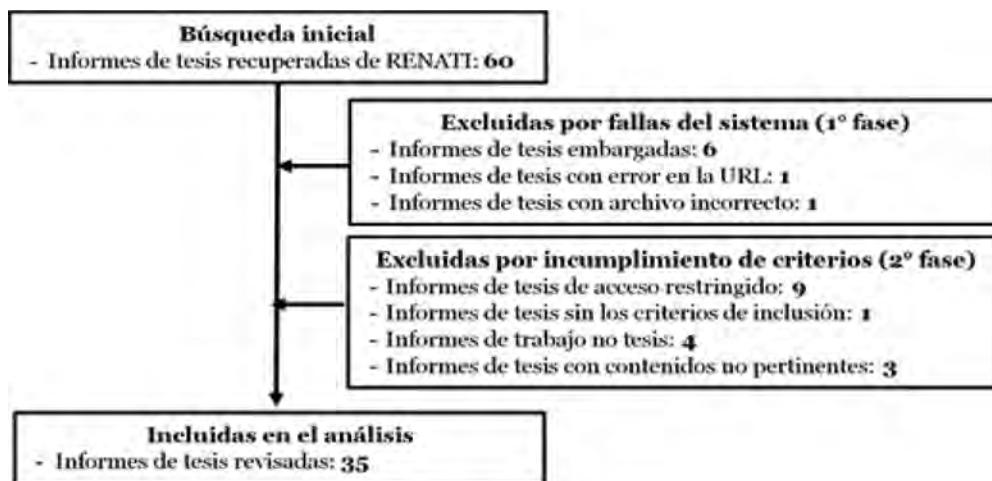 Búsqueda inicial
- Informes de tesis recuperadas de RENATI: 60
Excluidas por fallas del sistema (1° fase)
- Informes de tesis embargadas: 6
- Informes de tesis con error en la URL: 1
- Informes de tesis con archivo incorrecto: 1
Excluidas por incumplimiento de criterios (2° fase)
- Informes de tesis de acceso restringido: 9
- Informes de tesis sin los criterios de inclusión: 1
- Informes de trabajo no tesis: 4
- Informes de tesis con contenidos no pertinentes: 3
Incluidas en el análisis
- Informes de tesis revisadas: 35